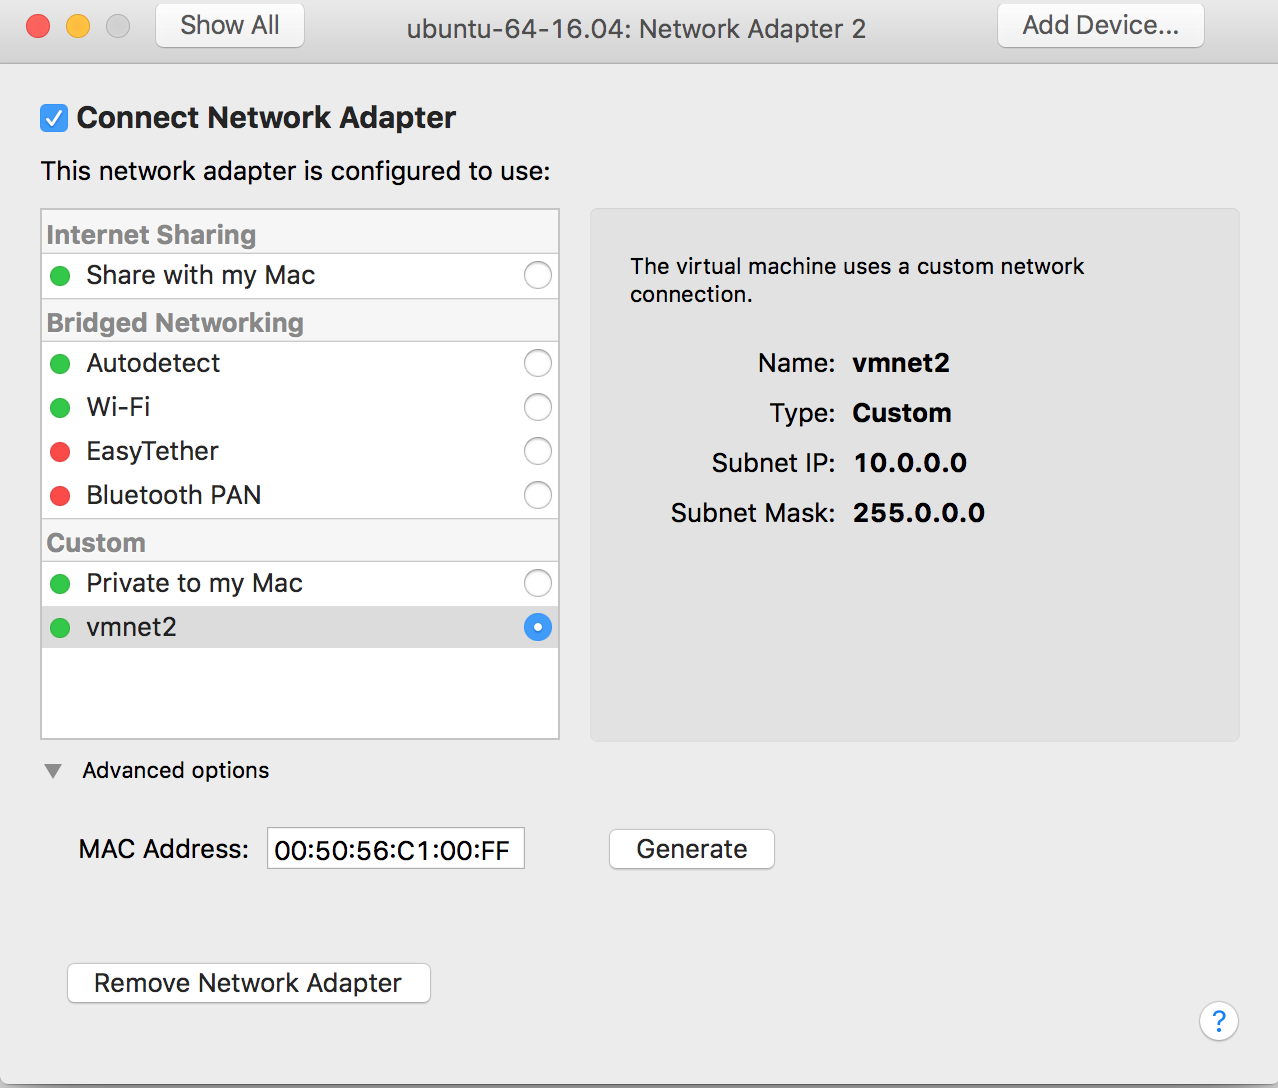 Show All
ubuntu-64-16.04: Network Adapter 2
Add Device...
Connect Network Adapter
This network adapter is configured to use:
Internet Sharing
Share with my Mac
Bridged Networking
Autodetect
Wi-Fi
EasyTether
Bluetooth PAN
Custom
Private to my Mac
vmnet2
The virtual machine uses a custom network
connection.
Name: vmnet2
Type: Custom
Subnet IP: 10.0.0.0
Subnet Mask: 255.0.0.0
Advanced options
MAC Address: 00:50:56:C1:00:FF
Generate
Remove Network Adapter
?